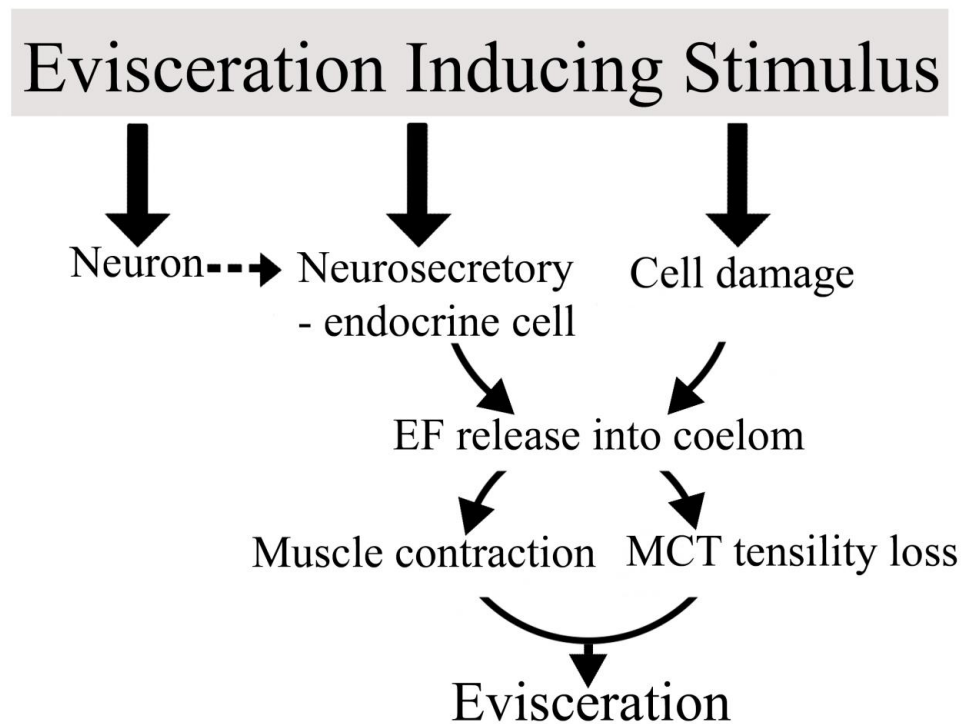 Evisceration Inducing Stimulus
Neuron
Neurosecretory
- endocrine cell
Cell damage
EF release into coelom
Muscle contraction
MCT tensility loss
Evisceration